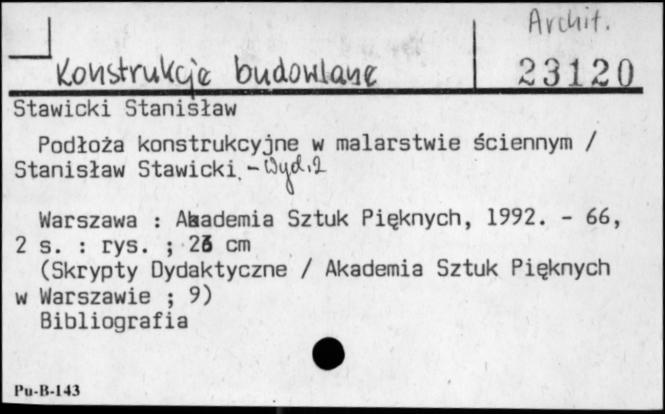 Archit.
Konstrukcje budowlane 23120
Stawicki Stanisław
Podłoża konstrukcyjne w malarstwie ściennym /
Stanisław Stawicki. - Wyd. 2
Warszawa : Akademia Sztuk Pięknych, 1992. - 66,
2 s. : rys. ; cm
(Skrypty Dydaktyczne / Akademia Sztuk Pięknych
w Warszawie ; 9)
Bibliografia
Pu-B-143